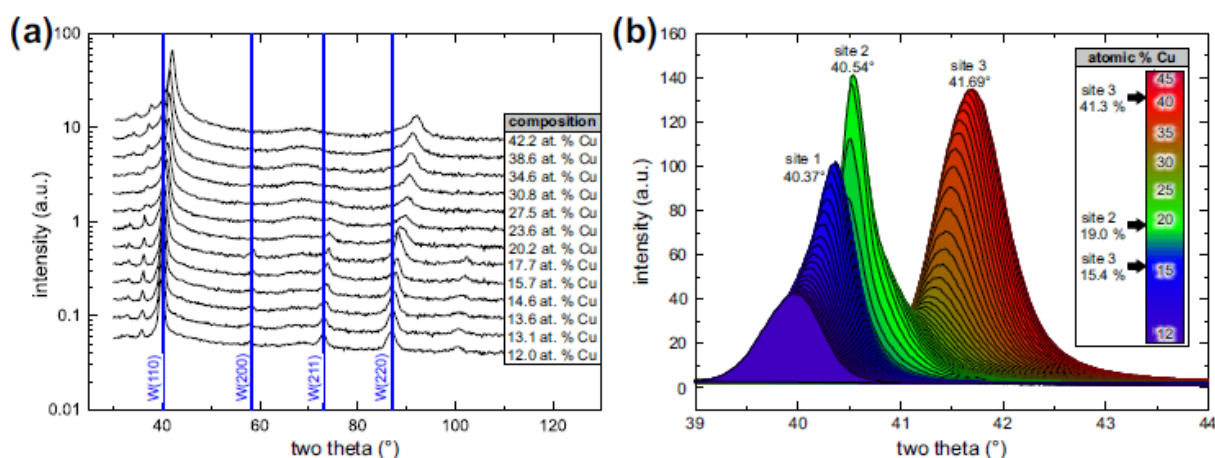 (a)
100
10
1
0.1
0.01
intensity (a.u.)
40
60
80
100
120
two theta (°)
W(110)
W(200)
W(211)
W(220)
composition
42.2 at. % Cu
38.6 at. % Cu
34.6 at. % Cu
30.8 at. % Cu
27.5 at. % Cu
23.6 at. % Cu
20.2 at. % Cu
17.7 at. % Cu
15.7 at. % Cu
14.6 at. % Cu
13.6 at. % Cu
13.1 at. % Cu
12.0 at. % Cu
(b)
160
140
120
100
80
60
40
20
0
intensity (a.u.)
39
40
41
42
43
44
two theta (°)
site 1
40.37°
site 2
40.54°
site 3
41.69°
atomic % Cu
site 3
41.3 %
site 2
19.0 %
site 3
15.4 %
45
40
35
30
25
20
15
12